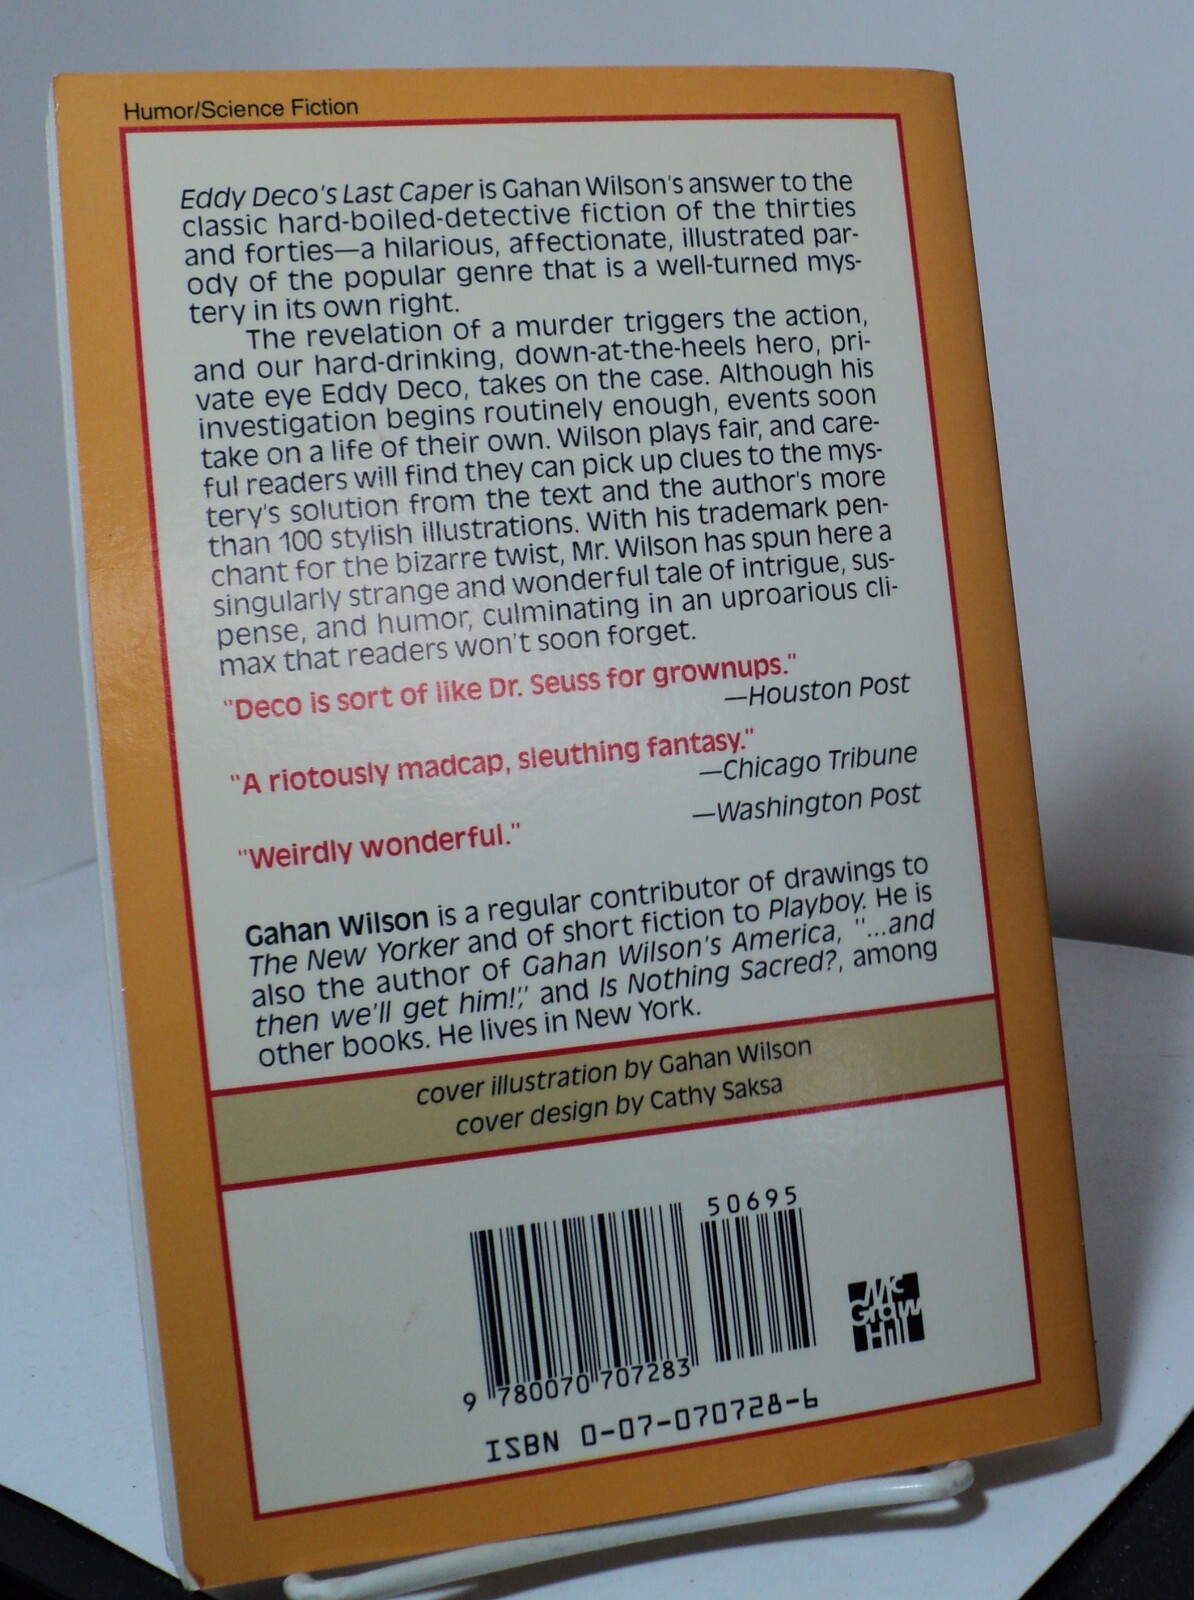 Humor/Science Fiction
Eddy Deco's Last Caper is Gahan Wilson's answer to the
classic hard-boiled-detective fiction of the thirties
and forties—a hilarious, affectionate, illustrated par-
ody of the popular genre that is a well-turned mys-
tery in its own right.
The revelation of a murder triggers the action,
and our hard-drinking, down-at-the-heels hero, pri-
vate eye Eddy Deco, takes on the case. Although his
investigation begins routinely enough, events soon
take on a life of their own. Wilson plays fair, and care-
ful readers will find they can pick up clues to the mys-
tery's solution from the text and the author's more
than 100 stylish illustrations. With his trademark pen-
chant for the bizarre twist, Mr. Wilson has spun here a
singularly strange and wonderful tale of intrigue, sus-
pense, and humor, culminating in an uproarious cli-
max that readers won't soon forget.
"Deco is sort of like Dr. Seuss for grownups."
—Houston Post
"A riotously madcap, sleuthing fantasy."
—Chicago Tribune
—Washington Post
"Weirdly wonderful."
Gahan Wilson is a regular contributor of drawings to
The New Yorker and of short fiction to Playboy. He is
also the author of Gahan Wilson's America, "...and
then we'll get him!," and Is Nothing Sacred?, among
other books. He lives in New York.
cover illustration by Gahan Wilson
cover design by Cathy Saksa
50695
9 780070 707283
Mc
Graw
Hill
ISBN 0-07-070728-6